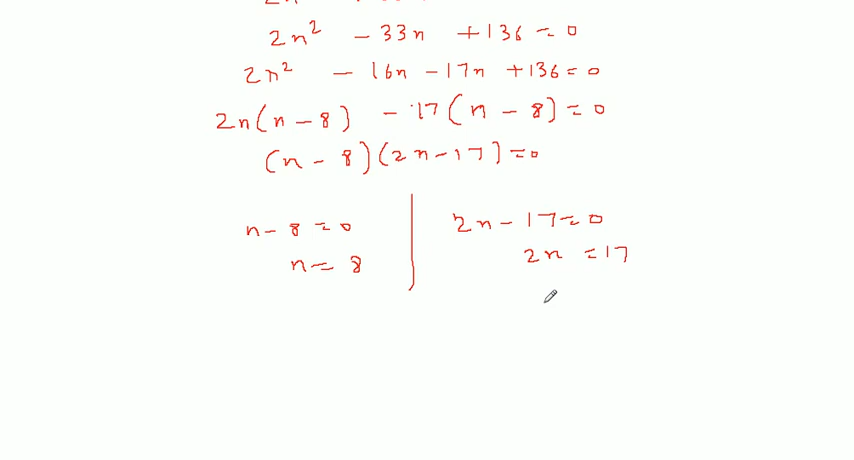 2n² - 33n + 136 = 0
2n² - 16n - 17n + 136 = 0
2n(n - 8) - 17(n - 8) = 0
(n - 8)(2n - 17) = 0
n - 8 = 0
n = 8
2n - 17 = 0
2n = 17